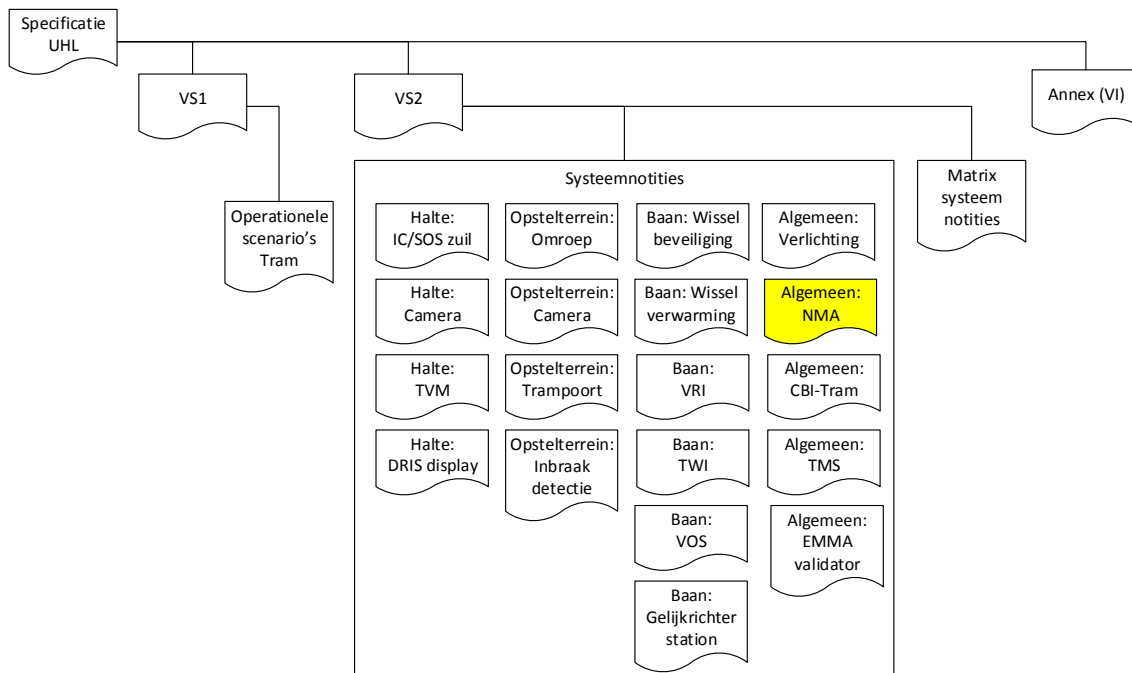 Specificatie
UHL
VS1
VS2
Annex (VI)
Operationele
scenario's
Tram
Systeemnotities
Matrix
systeem
notities
Halte:
IC/SOS zuil
Opstelterrein:
Omroep
Baan: Wissel
beveiliging
Algemeen:
Verlichting
Halte:
Camera
Opstelterrein:
Camera
Baan: Wissel
verwarming
Algemeen:
NMA
Halte:
TVM
Opstelterrein:
Trampoort
Baan:
VRI
Algemeen:
CBI-Tram
Halte:
DRIS display
Opstelterrein:
Inbraak
detectie
Baan:
TWI
Algemeen:
TMS
Baan:
VOS
Algemeen:
EMMA
validator
Baan:
Gelijkrichter
station